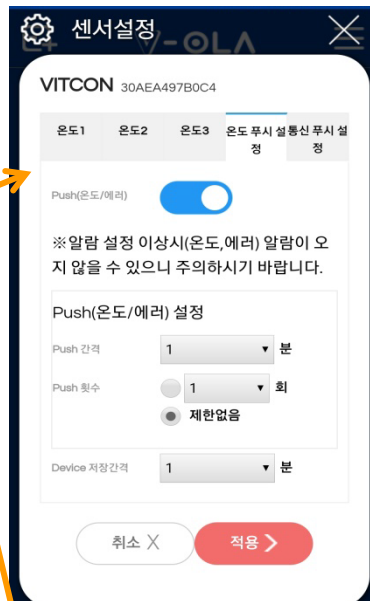 센서설정
V-OLA
VITCON 30AEA497B0C4
온도1 온도2 온도3 온도 푸시 설정 통신 푸시 설정
Push(온도/에러)
※알람 설정 이상시(온도,에러) 알람이 오
지 않을 수 있으니 주의하시기 바랍니다.
Push(온도/에러) 설정
Push 간격 1 분
Push 횟수 1 회
제한없음
Device 저장간격 1 분
취소 X 적용 >